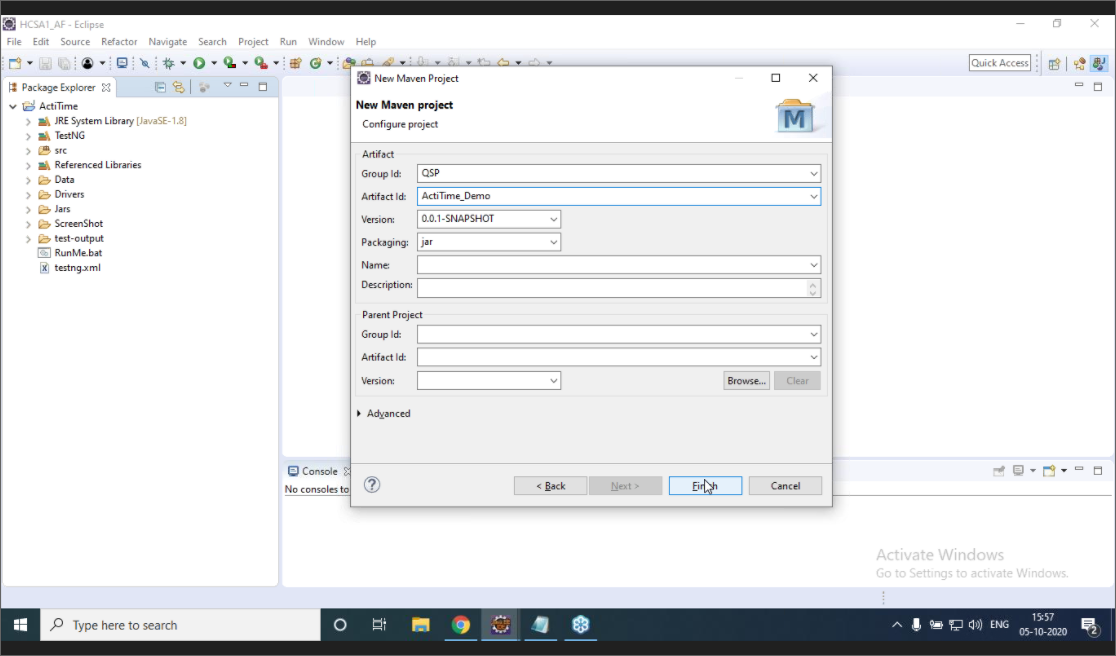 HCSA1_AF - Eclipse
File Edit Source Refactor Navigate Search Project Run Window Help
Quick Access
Package Explorer
ActiTime
JRE System Library [JavaSE-1.8]
TestNG
src
Referenced Libraries
Data
Drivers
Jars
ScreenShot
test-output
RunMe.bat
testng.xml
New Maven Project
New Maven project
Configure project
M
Artifact
Group Id: QSP
Artifact Id: ActiTime_Demo
Version: 0.0.1-SNAPSHOT
Packaging: jar
Name:
Description:
Parent Project
Group Id:
Artifact Id:
Version:
Browse... Clear
Advanced
< Back Next > Finish Cancel
Console
No consoles to
Activate Windows
Go to Settings to activate Windows.
Type here to search
ENG
15:57
05-10-2020
2